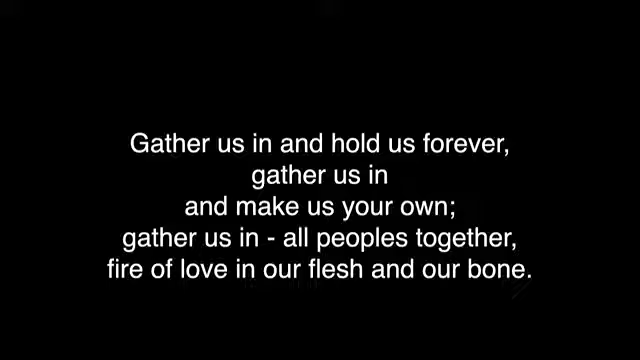 Gather us in and hold us forever,
gather us in
and make us your own;
gather us in - all peoples together,
fire of love in our flesh and our bone.